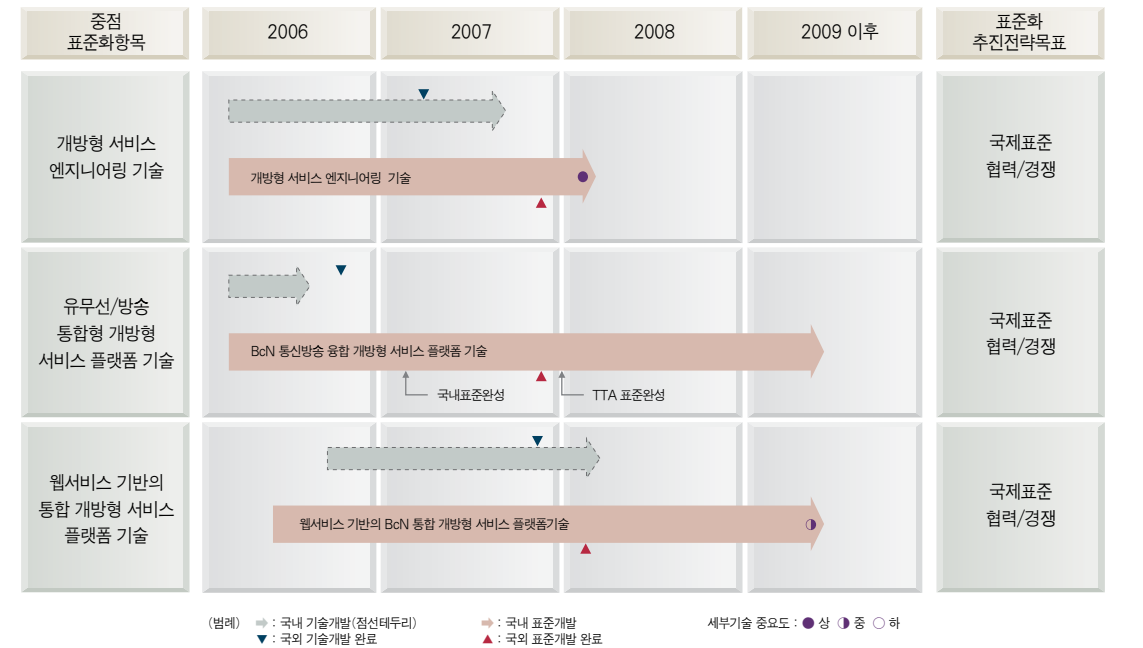 중점
표준화항목
2006
2007
2008
2009 이후
표준화
추진전략목표
개방형 서비스
엔지니어링 기술
개방형 서비스 엔지니어링 기술
국제표준
협력/경쟁
유무선/방송
통합형 개방형
서비스 플랫폼 기술
BcN 통신방송 융합 개방형 서비스 플랫폼 기술
국내표준완성
TTA 표준완성
국제표준
협력/경쟁
웹서비스 기반의
통합 개방형 서비스
플랫폼 기술
웹서비스 기반의 BcN 통합 개방형 서비스 플랫폼기술
국제표준
협력/경쟁
(범례) : 국내 기술개발(점선테두리) : 국내 표준개발 세부기술 중요도 : 상 중 하
: 국외 기술개발 완료 : 국외 표준개발 완료